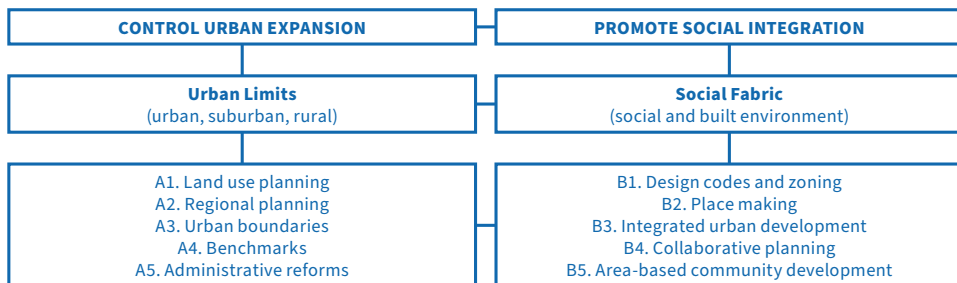 CONTROL URBAN EXPANSION
PROMOTE SOCIAL INTEGRATION
Urban Limits
(urban, suburban, rural)
Social Fabric
(social and built environment)
A1. Land use planning
A2. Regional planning
A3. Urban boundaries
A4. Benchmarks
A5. Administrative reforms
B1. Design codes and zoning
B2. Place making
B3. Integrated urban development
B4. Collaborative planning
B5. Area-based community development